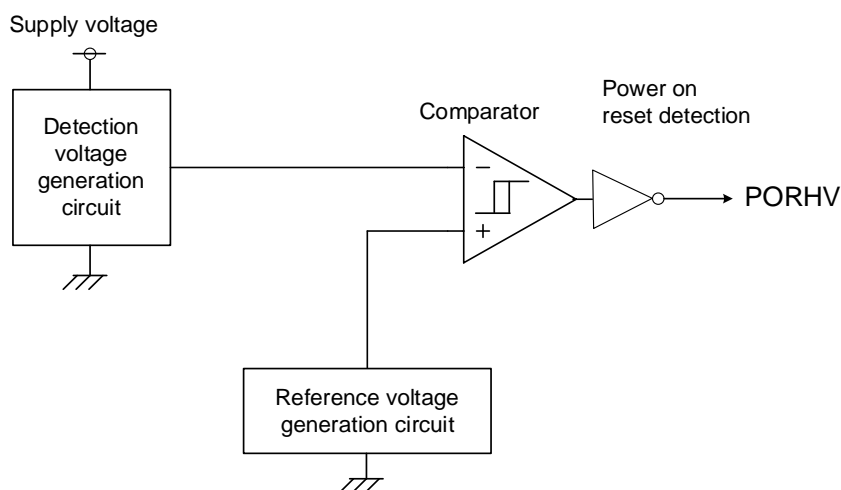 Supply voltage
Detection
voltage
generation
circuit
Comparator
Power on
reset detection
−
+
PORHV
Reference voltage
generation circuit